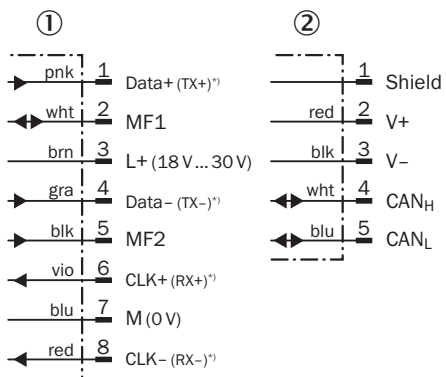 ① ②
pnk 1 Data+ (TX+)*)
wht 2 MF1
brn 3 L+ (18 V ... 30 V)
gra 4 Data– (TX–)*)
blk 5 MF2
vio 6 CLK+ (RX+)*)
blu 7 M (0 V)
red 8 CLK– (RX–)*)
1 Shield
red 2 V+
blk 3 V–
wht 4 CANH
blu 5 CANL